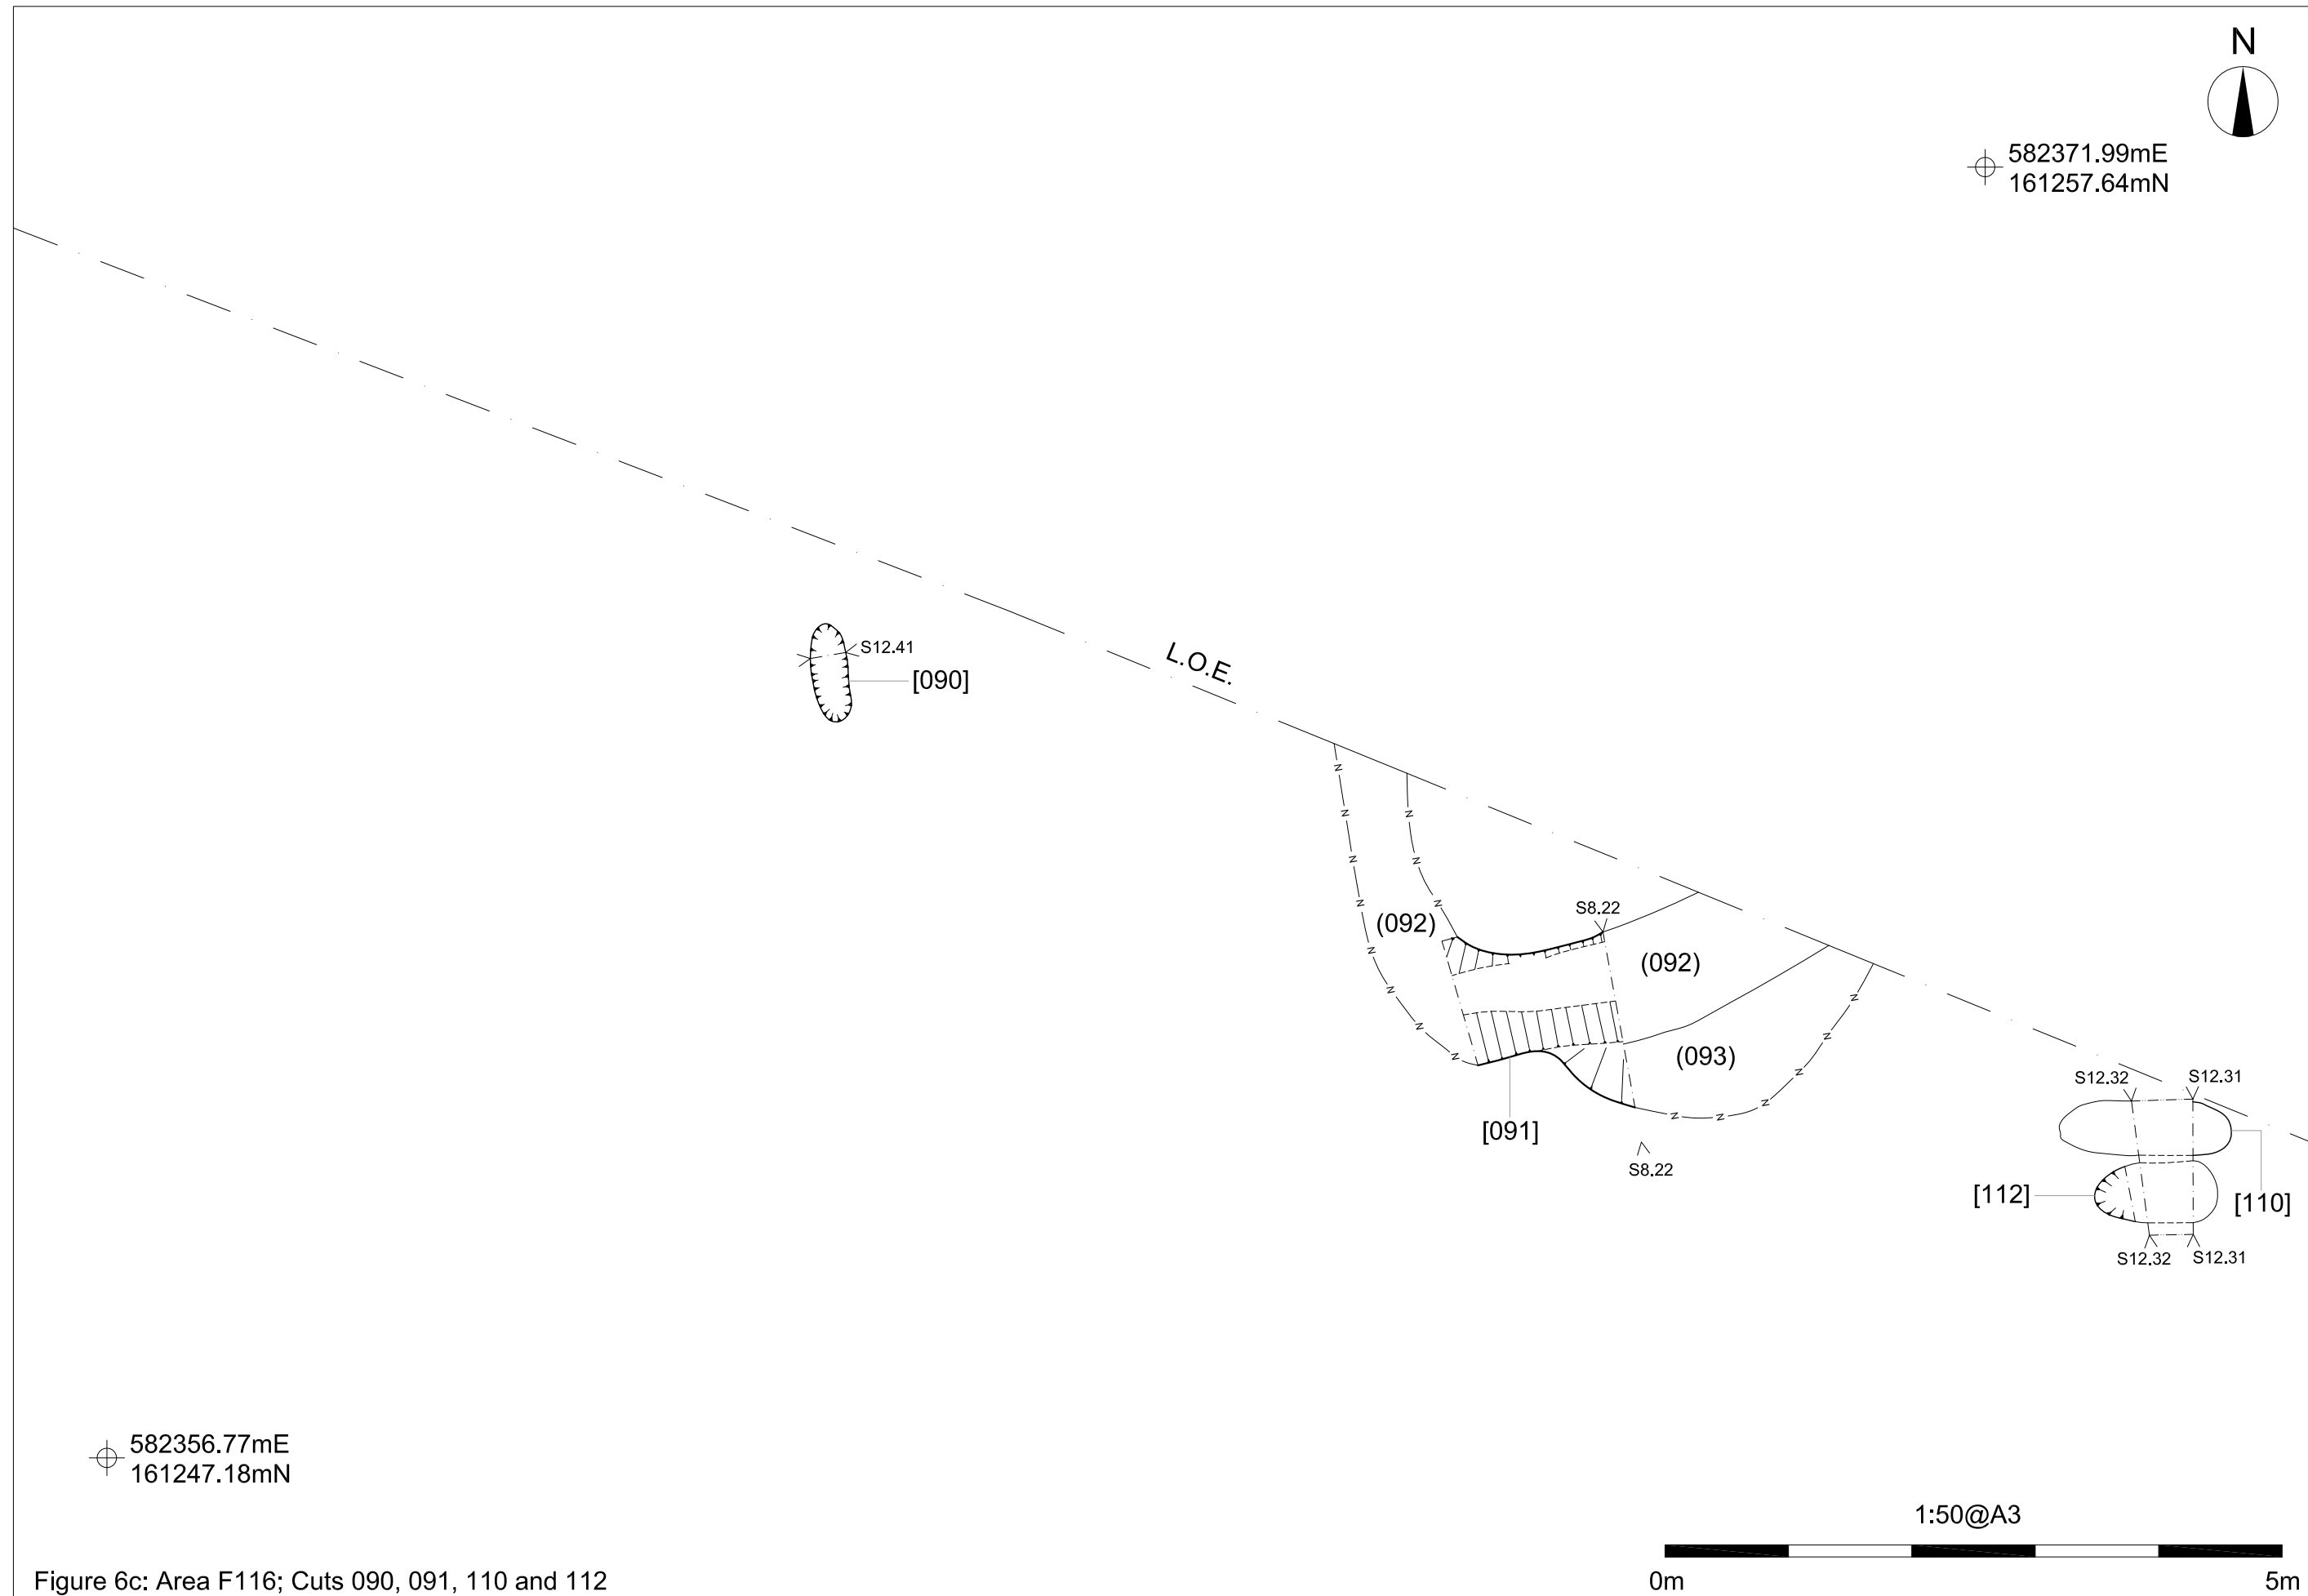 N
582371.99mE
161257.64mN
S12.41
[090]
L.O.E.
S8.22
(092)
(092)
(093)
[091]
S8.22
S12.32
S12.31
[112]
[110]
S12.32
S12.31
582356.77mE
161247.18mN
1:50@A3
0m
5m
Figure 6c: Area F116; Cuts 090, 091, 110 and 112